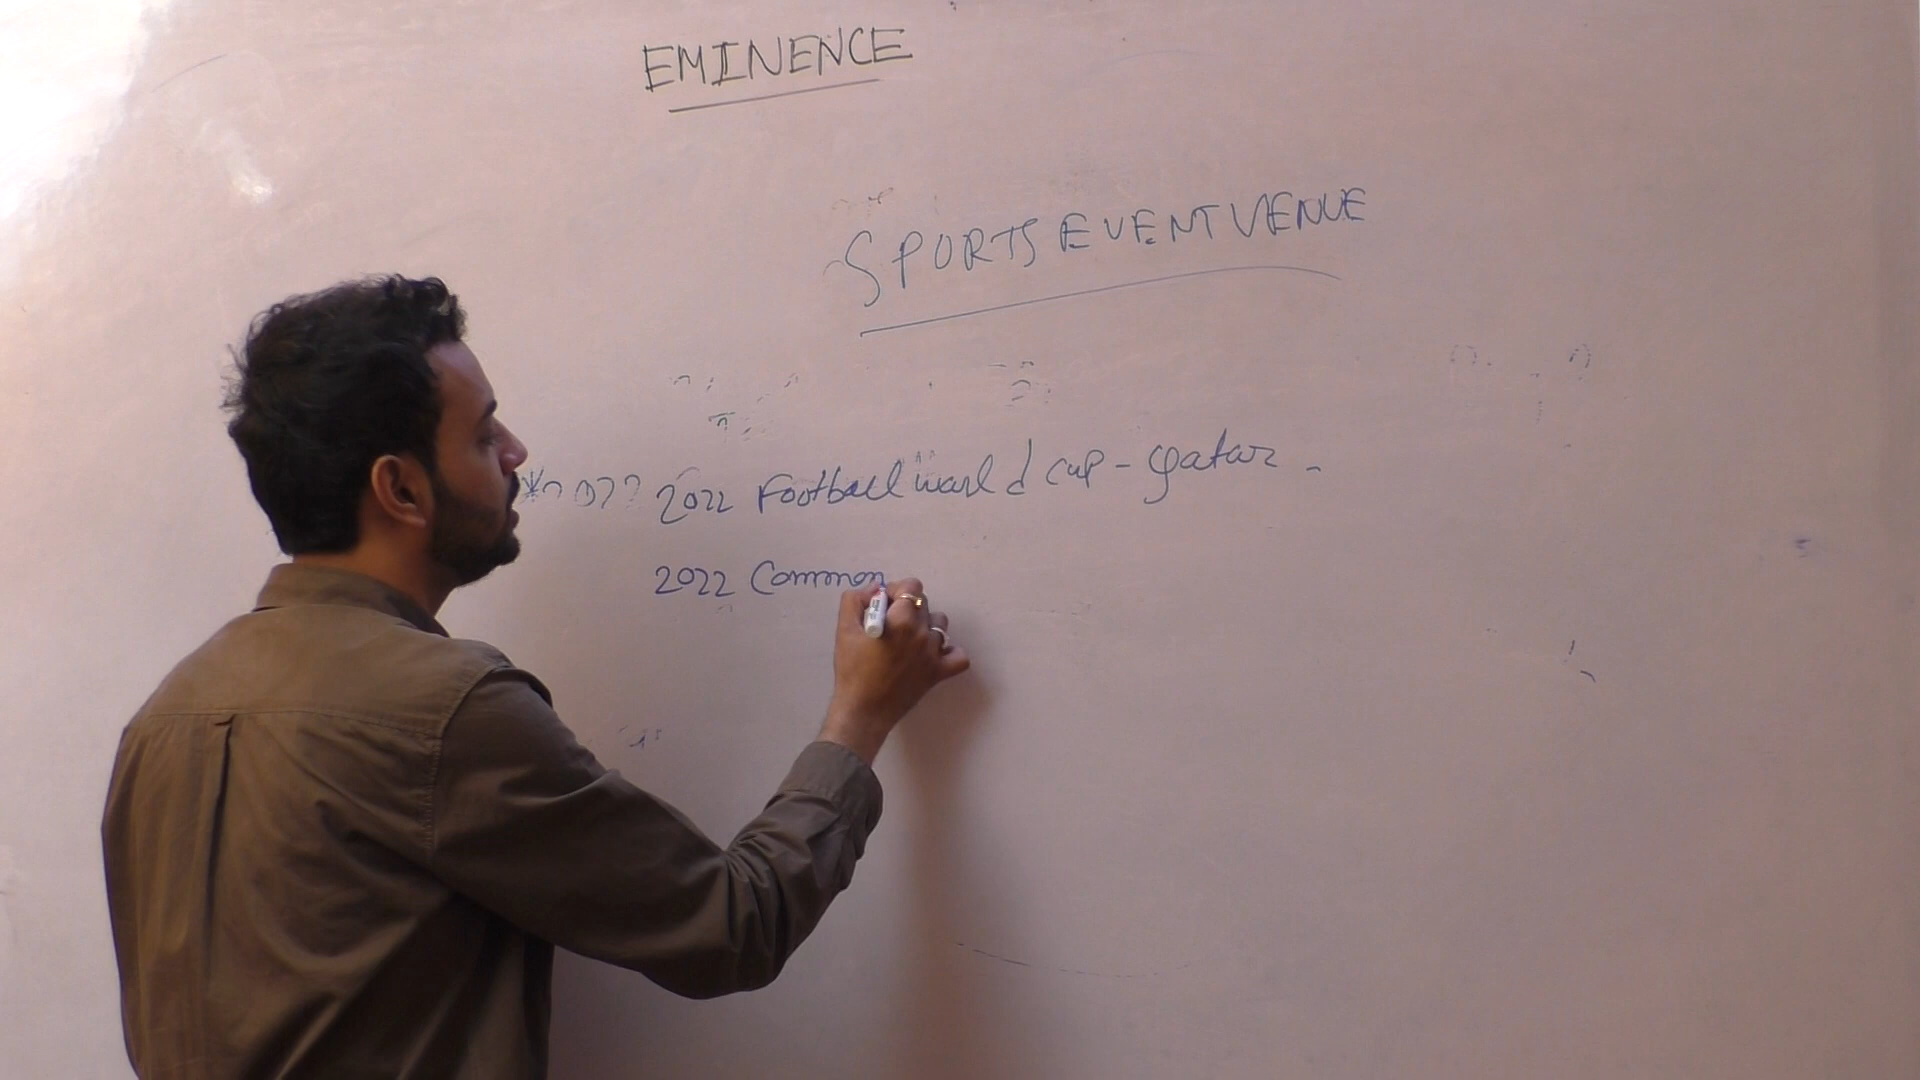 EMINENCE
SPORTS EVENT VENUE
2022 Football world cup - Qatar -
2022 Common